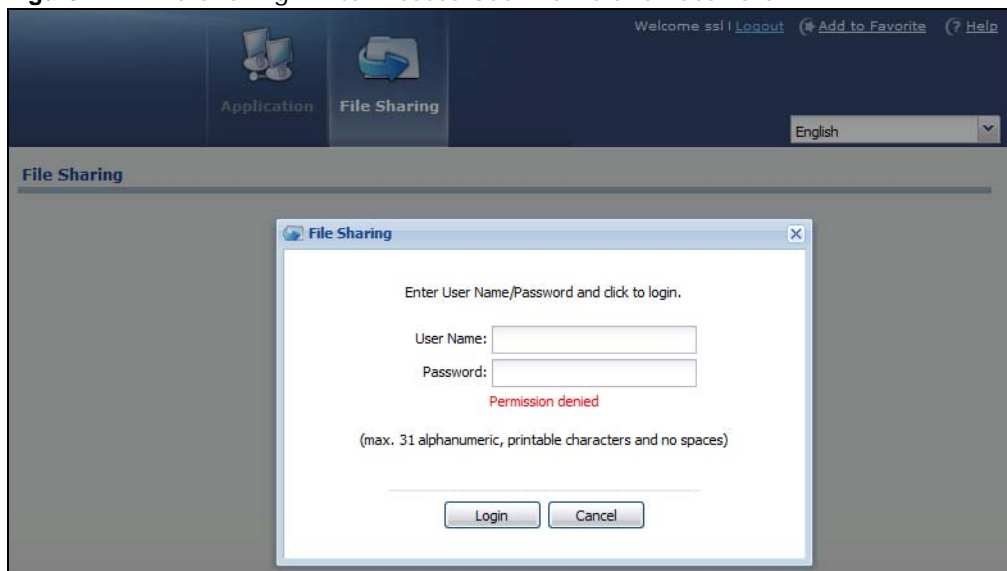 Welcome ssl | Logout Add to Favorite ? Help
Application
File Sharing
English
File Sharing
File Sharing
Enter User Name/Password and click to login.
User Name:
Password:
Permission denied
(max. 31 alphanumeric, printable characters and no spaces)
Login
Cancel